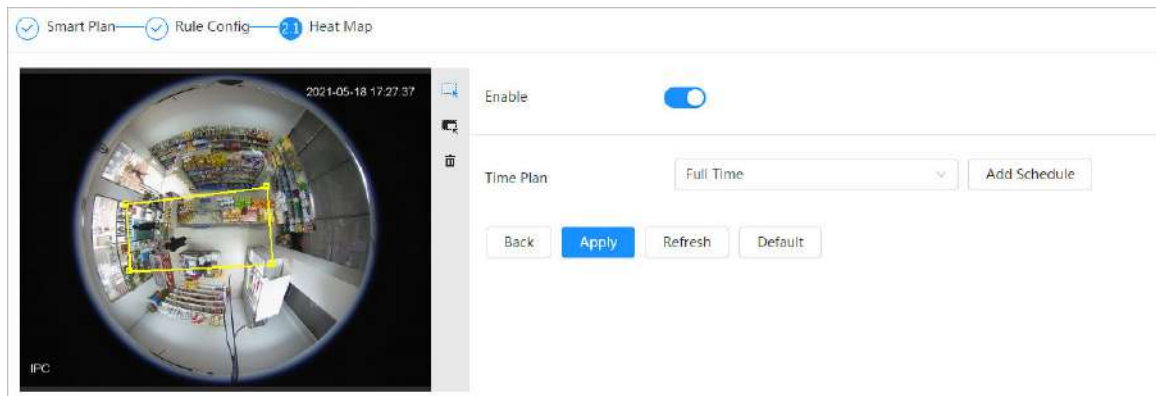 Smart Plan Rule Config 2.1 Heat Map
2021-05-18 17:27:37
Enable
Time Plan Full Time Add Schedule
Back Apply Refresh Default
IPC